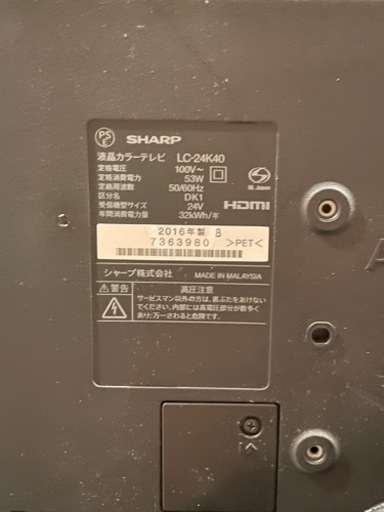 PS E
SHARP
液晶カラーテレビ LC-24K40
定格電圧 100V～
定格消費電力 53W
定格周波数 50/60Hz
区分名 DK1
受信機型サイズ 24V
年間消費電力量 32kWh/年
HDMI
2016年製 B
7363980 >PET<
シャープ株式会社 MADE IN MALAYSIA
警告 高圧注意
サービスマン以外の方は、裏ぶたをあけない
でください。内部には高電圧部分が数多く
あり、万一さわると危険です。